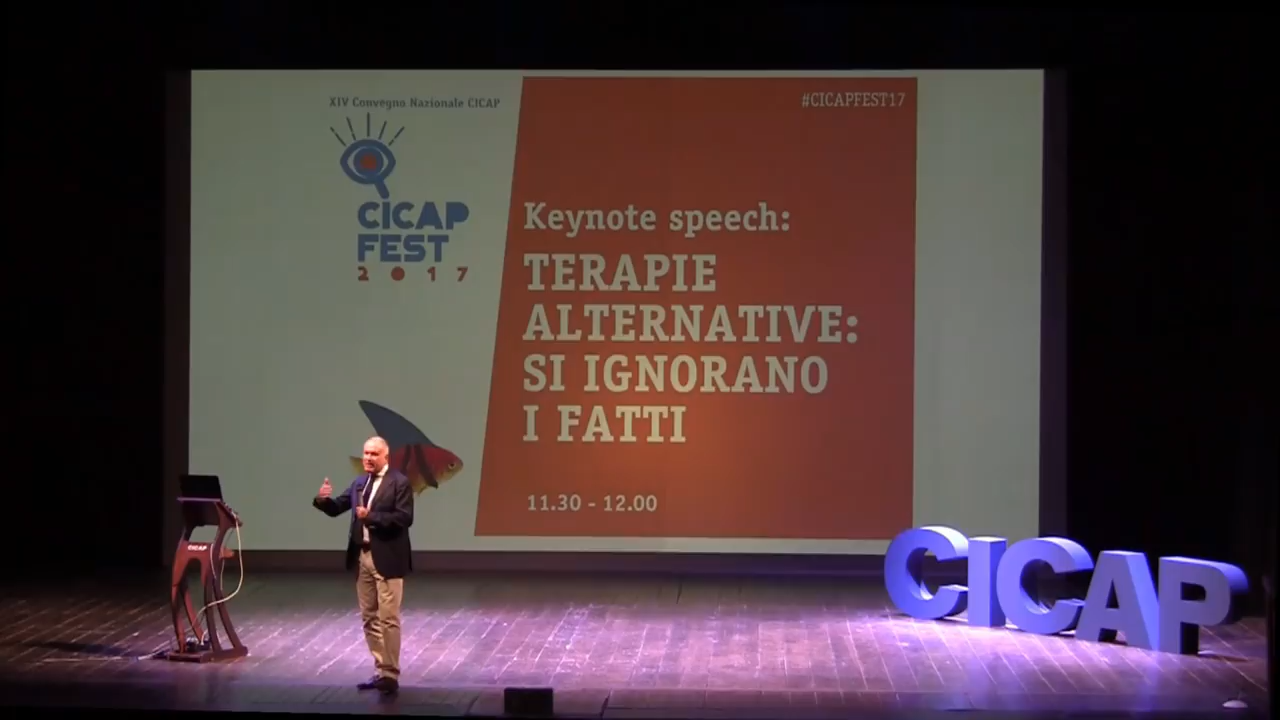 XIV Convegno Nazionale CICAP
CICAP
FEST
2017
#CICAPFEST17
Keynote speech:
TERAPIE
ALTERNATIVE:
SI IGNORANO
I FATTI
11.30 - 12.00
CICAP
CICAP